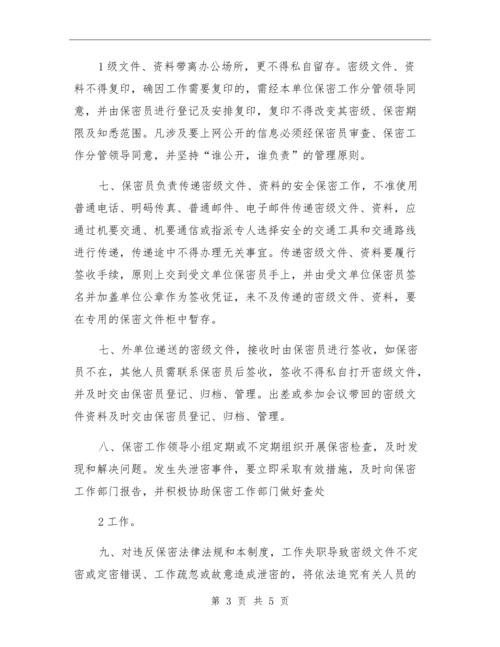 1 级文件、资料带离办公场所，更不得私自留存。密级文件、资
料不得复印，确因工作需要复印的，需经本单位保密工作分管领导同
意，并由保密员进行登记及安排复印，复印不得改变其密级、保密期
期限及知悉范围。凡涉及要上网公开的信息必须经保密员审查、保密工
作分管领导同意，并坚持“谁公开，谁负责”的管理原则。
七、保密员负责传递密级文件、资料的安全保密工作，不准使用
普通电话、明码传真、普通邮件、电子邮件传递密级文件、资料，应
通过机要交通、机要通信或指派专人选择安全的交通工具和交通路线
进行传递，传递途中不得办理无关事宜。传递密级文件、资料要履行
签收手续，原则上交到受文单位保密员手上，并由受文单位保密员签
名并加盖单位公章作为签收凭证，来不及传递的密级文件、资料，要
在专用的保密文件柜中暂存。
七、外单位递送的密级文件，接收时由保密员进行签收，如保密
员不在，其他人员需联系保密员后签收，签收不得私自打开密级文件，
并及时交由保密员登记、归档、管理。出差或参加会议带回的密级文
件资料及时交由保密员登记、归档、管理。
八、保密工作领导小组定期或不定期组织开展保密检查，及时发
现和解决问题。发生失泄密事件，要立即采取有效措施，及时向保密
工作部门报告，并积极协助保密工作部门做好查处
2 工作。
九、对违反保密法律法规和本制度，工作失职导致密级文件不定
密或定密错误、工作疏忽或故意造成泄密的，将依法追究有关人员的
第 3 页 共 5 页